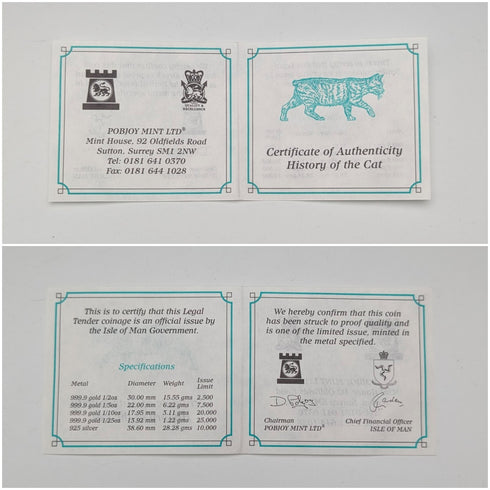 POBJOY MINT LTD®
Mint House, 92 Oldfields Road
Sutton, Surrey SM1 2NW
Tel: 0181 641 0370
Fax: 0181 644 1028
Certificate of Authenticity
History of the Cat
This is to certify that this Legal
Tender coinage is an official issue by
the Isle of Man Government.
Specifications
Metal Diameter Weight Issue Limit
999.9 gold 1/2oz 30.00 mm 15.55 gms 2,500
999.9 gold 1/5oz 22.00 mm 6.22 gms 7,500
999.9 gold 1/10oz 17.95 mm 3.11 gms 20,000
999.9 gold 1/25oz 13.92 mm 1.22 gms 25,000
925 silver 38.60 mm 28.28 gms 10,000
We hereby confirm that this coin
has been struck to proof quality and
is one of the limited issue, minted in
the metal specified.
Chairman
POBJOY MINT LTD®
Chief Financial Officer
ISLE OF MAN